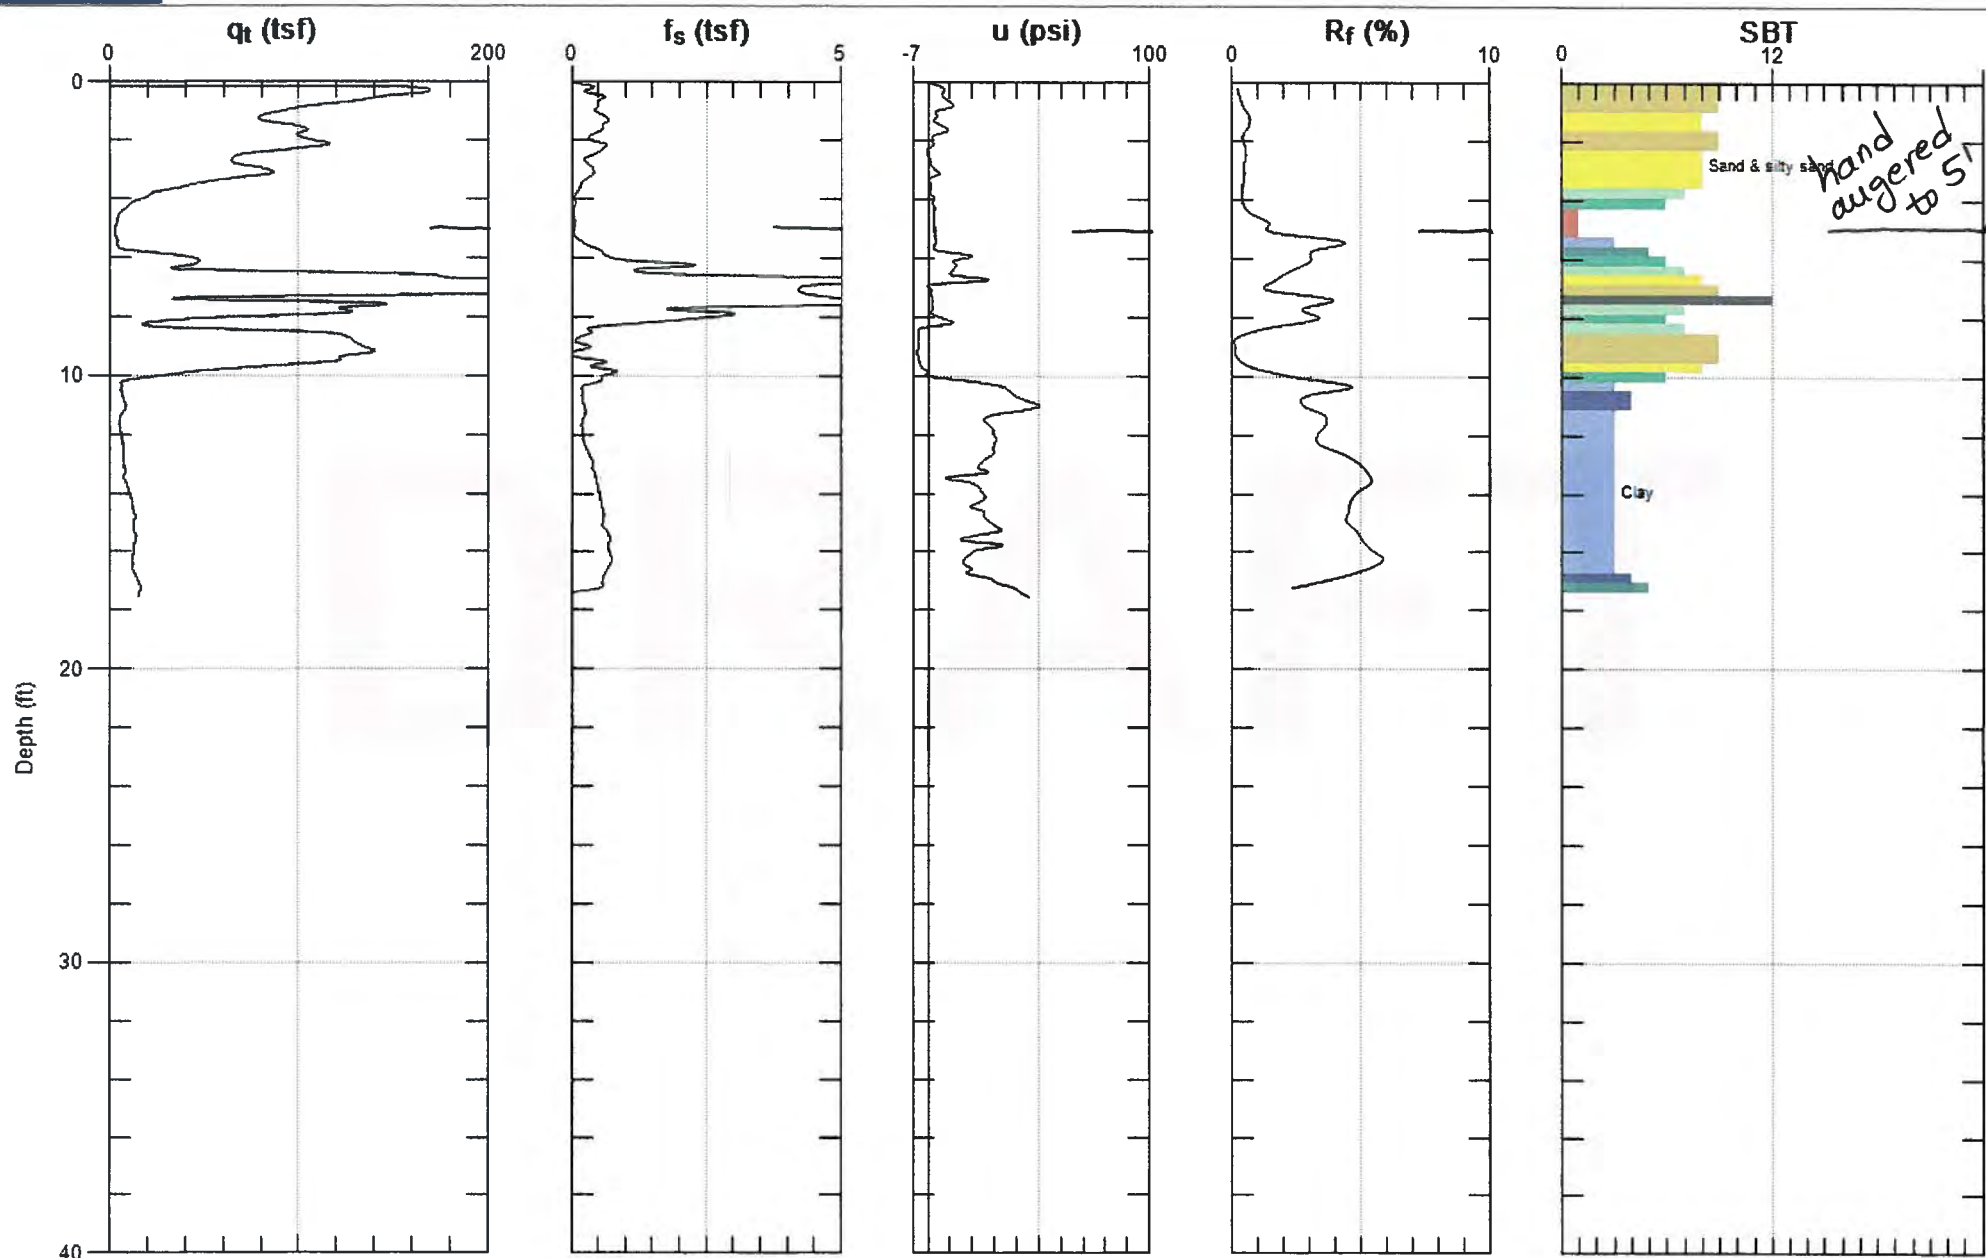 qt (tsf)
fs (tsf)
u (psi)
Rf (%)
SBT
0 200
0 5
-7 100
0 10
0 12
0
10
20
30
40
Depth (ft)
Sand & silty sand
Clay
hand
augered
to 5'